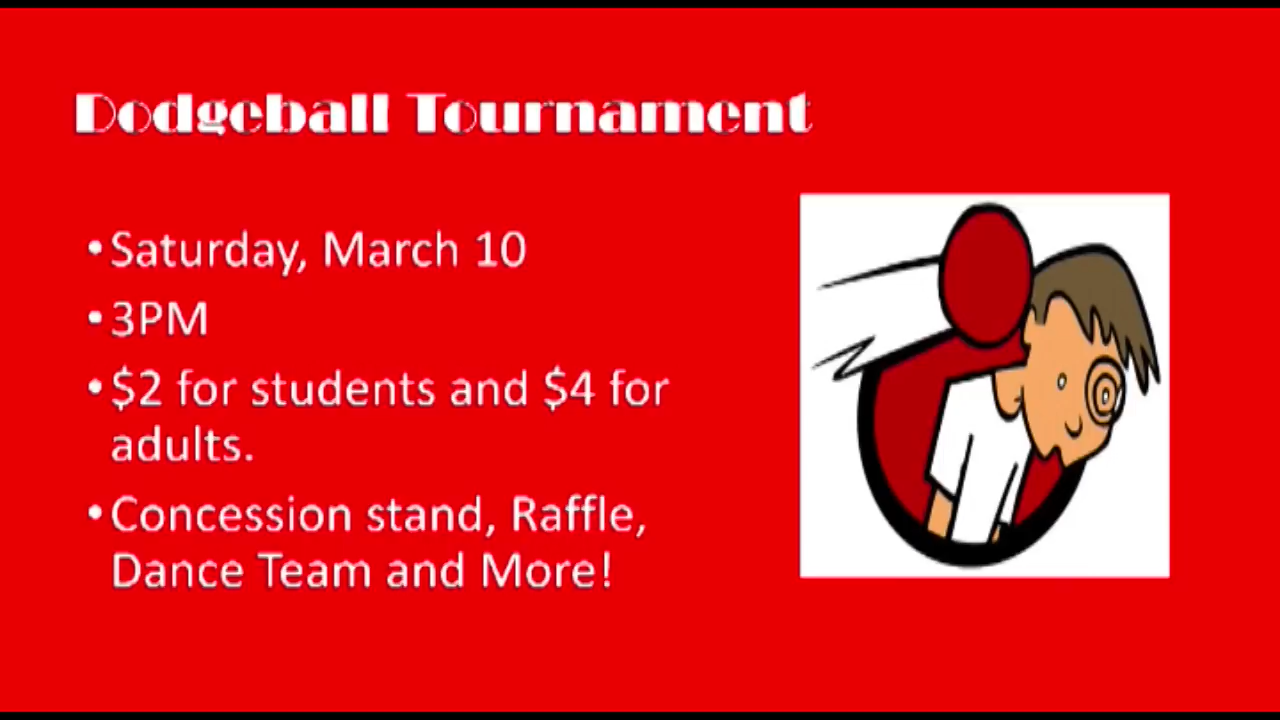 Dodgeball Tournament
• Saturday, March 10
• 3PM
• $2 for students and $4 for
adults.
• Concession stand, Raffle,
Dance Team and More!